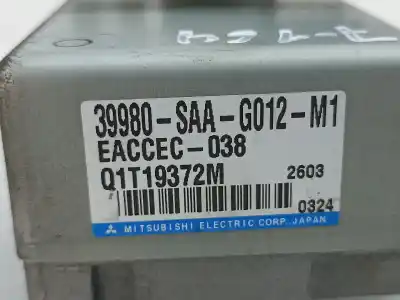 39980-SAA-G012-M1
EACCEC-038
Q1T19372M 2603
0324
MITSUBISHI ELECTRIC CORP. JAPAN